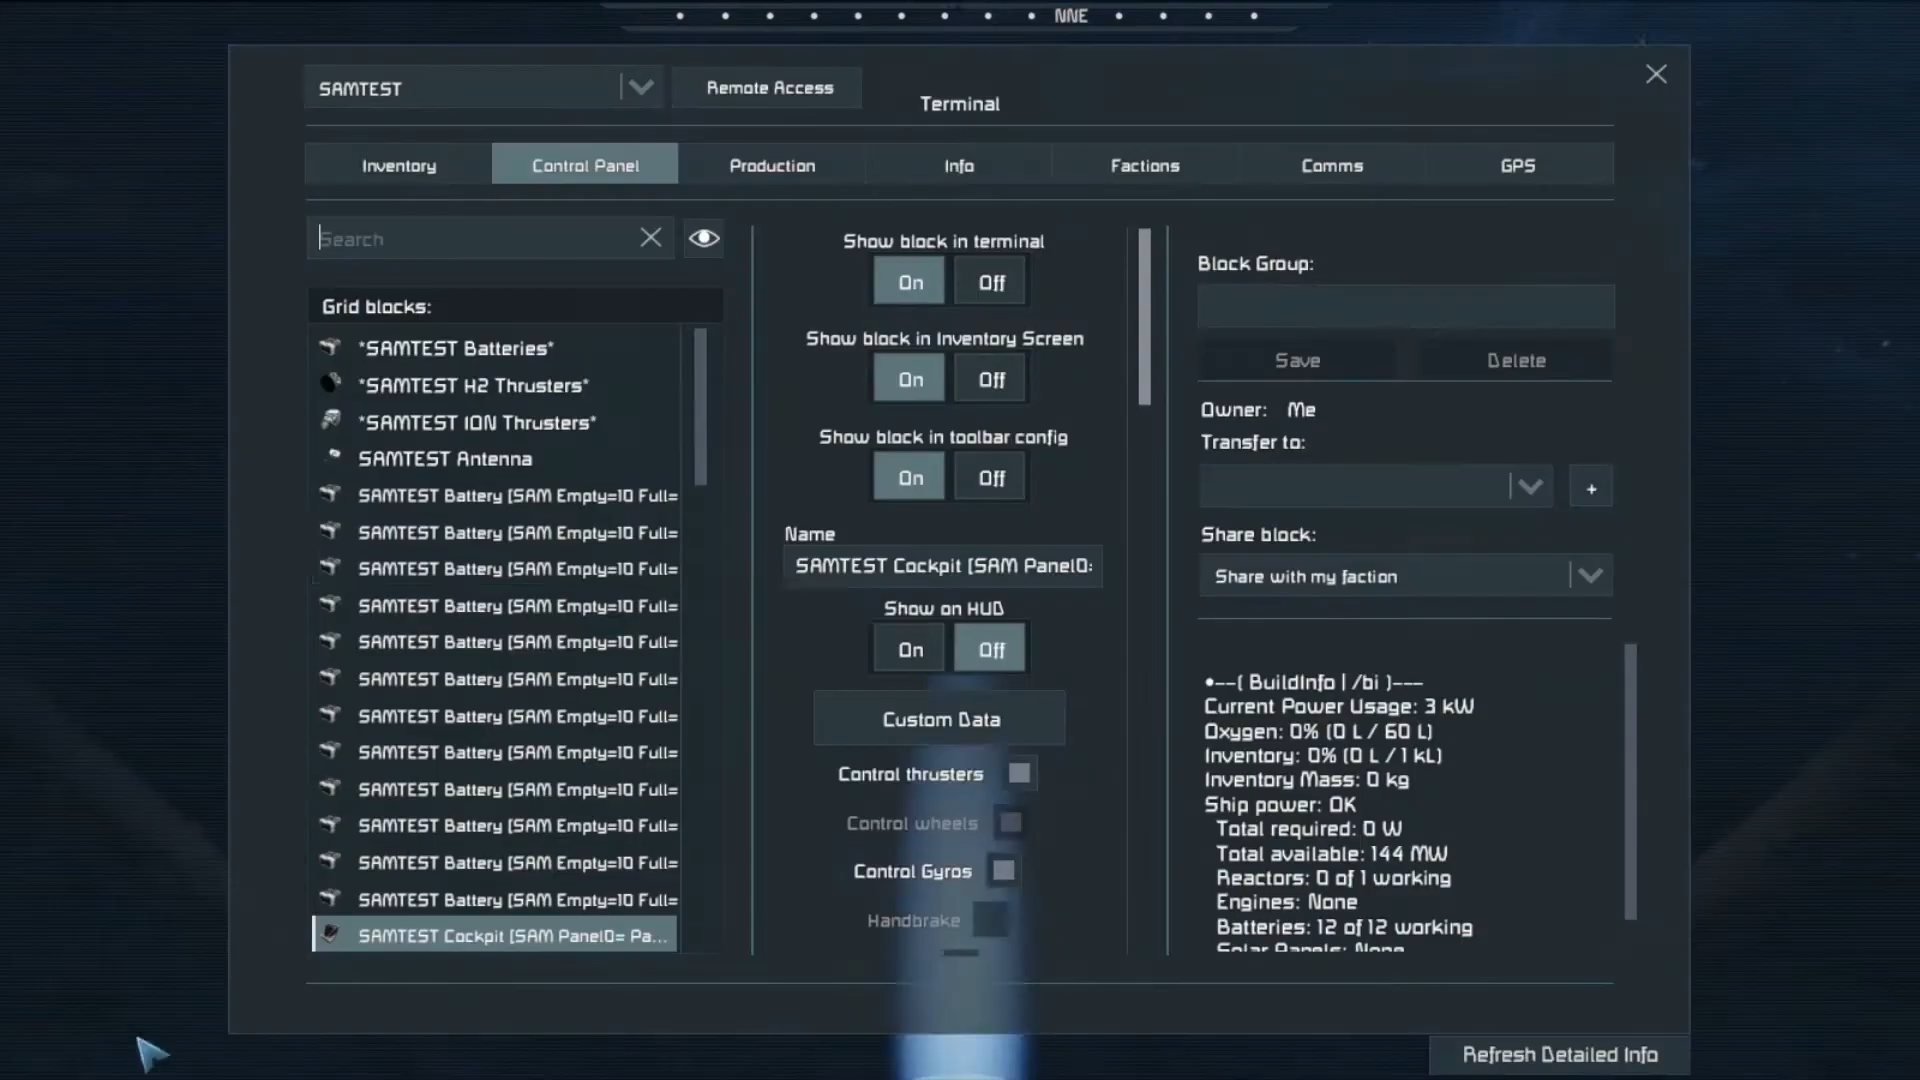 NNE
SAMTEST
Remote Access
Terminal
Inventory
Control Panel
Production
Info
Factions
Comms
GPS
Search
Grid blocks:
*SAMTEST Batteries*
*SAMTEST H2 Thrusters*
*SAMTEST ION Thrusters*
SAMTEST Antenna
SAMTEST Battery [SAM Empty=10 Full=
SAMTEST Battery [SAM Empty=10 Full=
SAMTEST Battery [SAM Empty=10 Full=
SAMTEST Battery [SAM Empty=10 Full=
SAMTEST Battery [SAM Empty=10 Full=
SAMTEST Battery [SAM Empty=10 Full=
SAMTEST Battery [SAM Empty=10 Full=
SAMTEST Battery [SAM Empty=10 Full=
SAMTEST Battery [SAM Empty=10 Full=
SAMTEST Battery [SAM Empty=10 Full=
SAMTEST Battery [SAM Empty=10 Full=
SAMTEST Battery [SAM Empty=10 Full=
SAMTEST Cockpit [SAM Panel0= Pa...
Show block in terminal
On Off
Show block in Inventory Screen
On Off
Show block in toolbar config
On Off
Name
SAMTEST Cockpit [SAM Panel0=
Show on HUD
On Off
Custom Data
Control thrusters
Control wheels
Control Gyros
Handbrake
Block Group:
Save Delete
Owner: Me
Transfer to:
+
Share block:
Share with my faction
•--( BuildInfo | /bi )---
Current Power Usage: 3 kW
Oxygen: 0% (0 L / 60 L)
Inventory: 0% (0 L / 1 kL)
Inventory Mass: 0 kg
Ship power: OK
Total required: 0 W
Total available: 144 MW
Reactors: 0 of 1 working
Engines: None
Batteries: 12 of 12 working
Solar Panels: None
Refresh Detailed Info